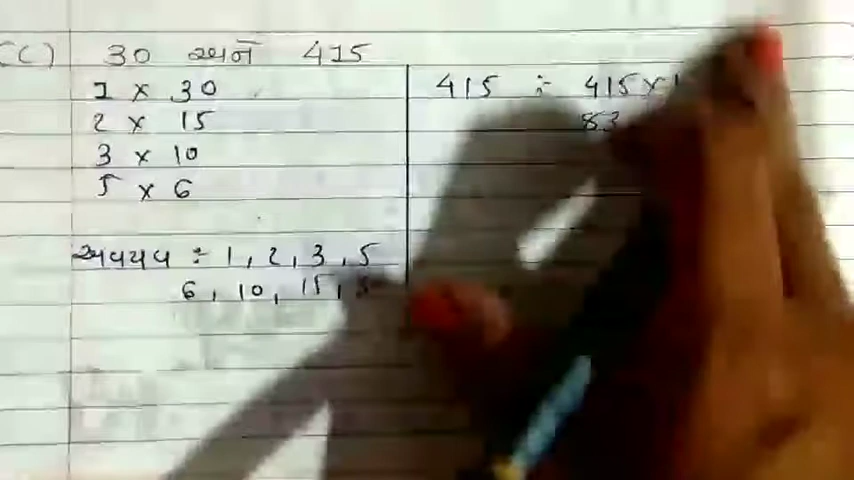 (C) 30 અને 415
1 x 30
2 x 15
3 x 10
5 x 6
અવયવ ÷ 1, 2, 3, 5
6, 10, 15,
415 ÷ 415 x
83